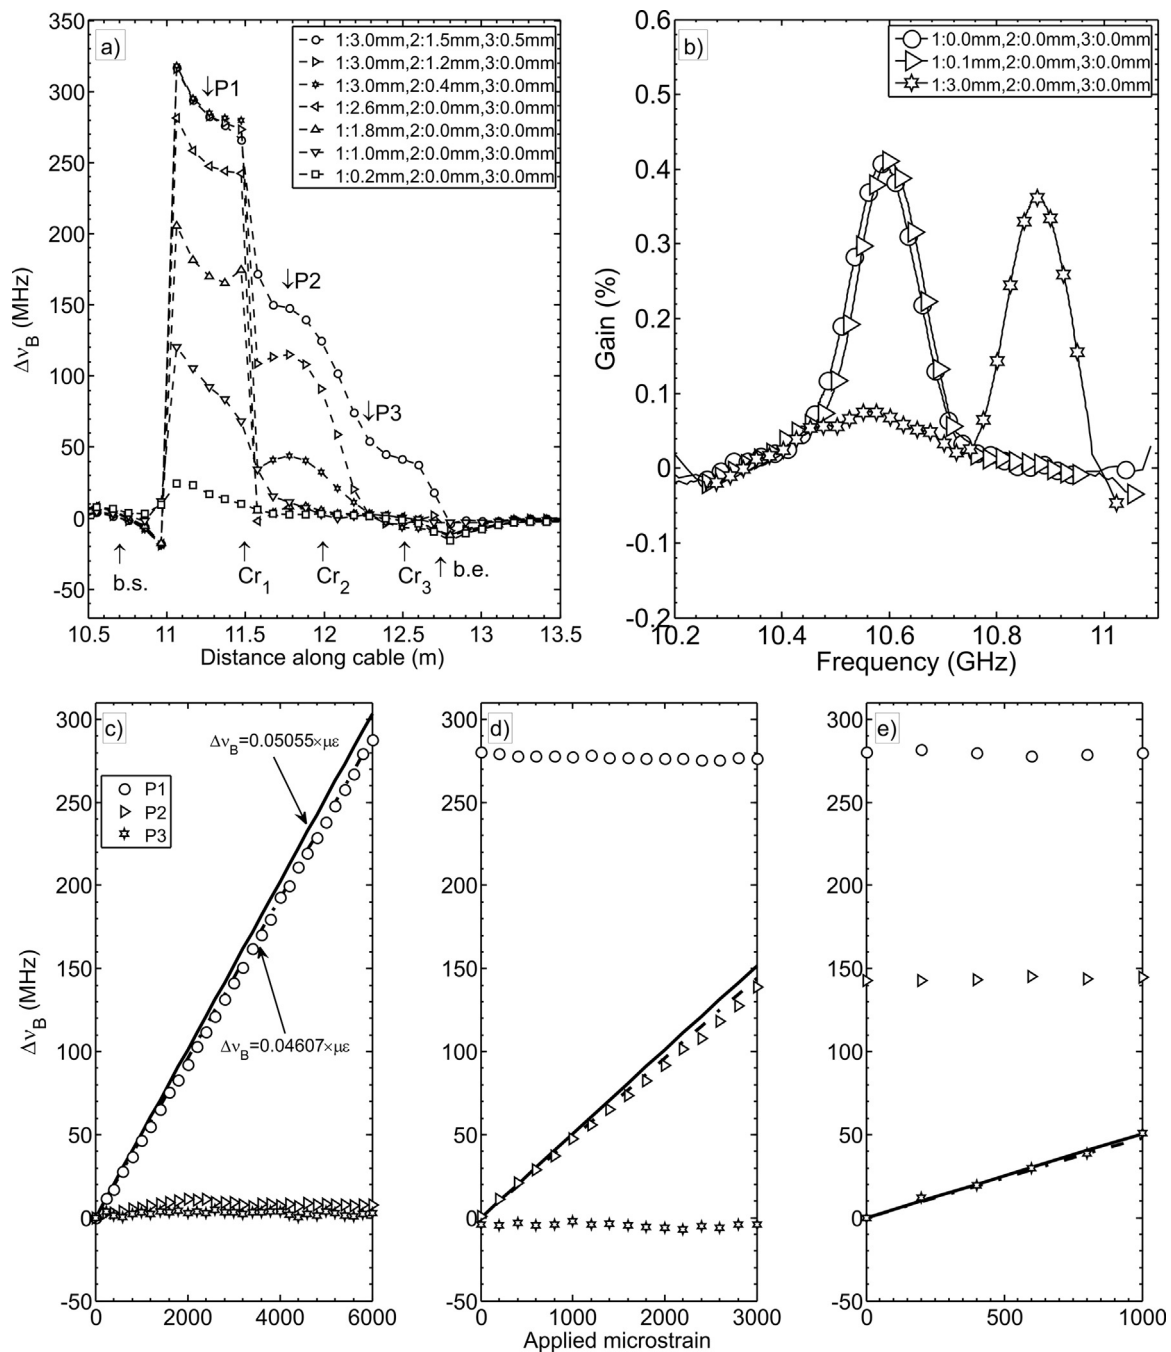 a)
350
300
250
200
150
100
50
0
-50
Δν_B (MHz)
↓P1
↓P2
↓P3
1:3.0mm,2:1.5mm,3:0.5mm
1:3.0mm,2:1.2mm,3:0.0mm
1:3.0mm,2:0.4mm,3:0.0mm
1:2.6mm,2:0.0mm,3:0.0mm
1:1.8mm,2:0.0mm,3:0.0mm
1:1.0mm,2:0.0mm,3:0.0mm
1:0.2mm,2:0.0mm,3:0.0mm
↑ b.s.
↑ Cr₁
↑ Cr₂
↑ Cr₃
↑ b.e.
10.5 11 11.5 12 12.5 13 13.5
Distance along cable (m)
b)
0.6
0.5
0.4
0.3
0.2
0.1
0
-0.1
-0.2
Gain (%)
1:0.0mm,2:0.0mm,3:0.0mm
1:0.1mm,2:0.0mm,3:0.0mm
1:3.0mm,2:0.0mm,3:0.0mm
10.2 10.4 10.6 10.8 11
Frequency (GHz)
c)
300
250
200
150
100
50
0
-50
Δν_B (MHz)
Δν_B=0.05055×με
P1
P2
P3
Δν_B=0.04607×με
0 2000 4000 6000
d)
300
250
200
150
100
50
0
-50
0 1000 2000 3000
Applied microstrain
e)
300
250
200
150
100
50
0
-50
0 500 1000